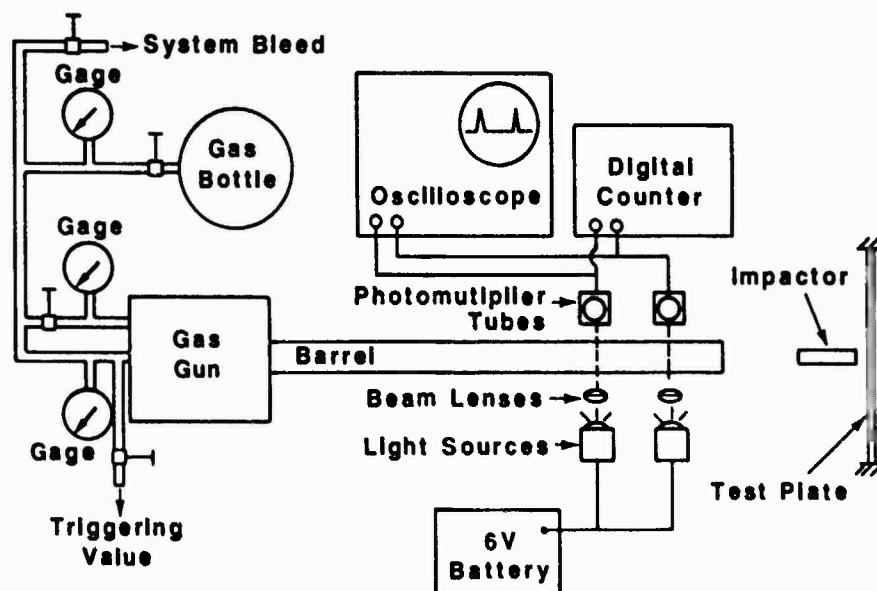 System Bleed
Gage
Gas
Bottle
Oscilloscope
Digital
Counter
Gage
Impactor
Photomutiplier
Tubes
Gas
Gun
Barrel
Beam Lenses
Gage
Light Sources
Test Plate
Triggering
Value
6V
Battery